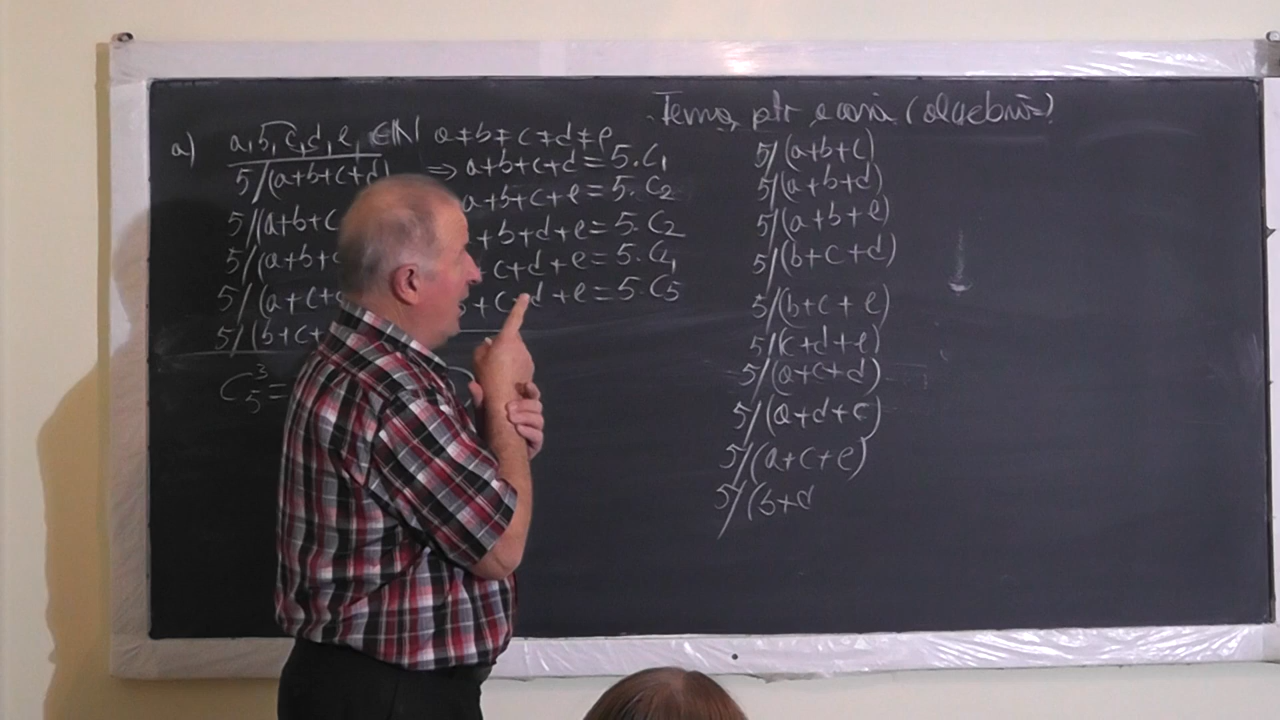 Tema ptr acasă (algebră)
a) a, b, c, d, e, ∈ N a≠b≠c≠d≠e
5/(a+b+c+d) ⇒ a+b+c+d = 5.C1
5/(a+b+c a+b+c+e = 5.C2
5/(a+b+ +b+d+e = 5.C2
5/(a+c+ c+d+e = 5.C4
5/(b+c+ +c+d+e = 5.C5
C₅³ =
5/(a+b+c)
5/(a+b+d)
5/(a+b+e)
5/(b+c+d)
5/(b+c+e)
5/(c+d+e)
5/(a+c+d)
5/(a+d+e)
5/(a+c+e)
5/(b+d